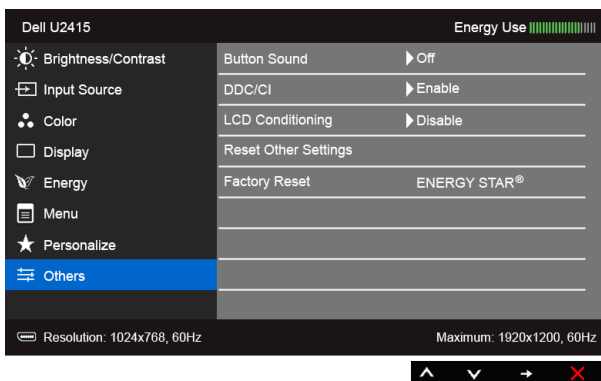 Dell U2415 Energy Use
Brightness/Contrast Button Sound Off
Input Source DDC/CI Enable
Color LCD Conditioning Disable
Display Reset Other Settings
Energy Factory Reset ENERGY STAR®
Menu
Personalize
Others
Resolution: 1024x768, 60Hz Maximum: 1920x1200, 60Hz